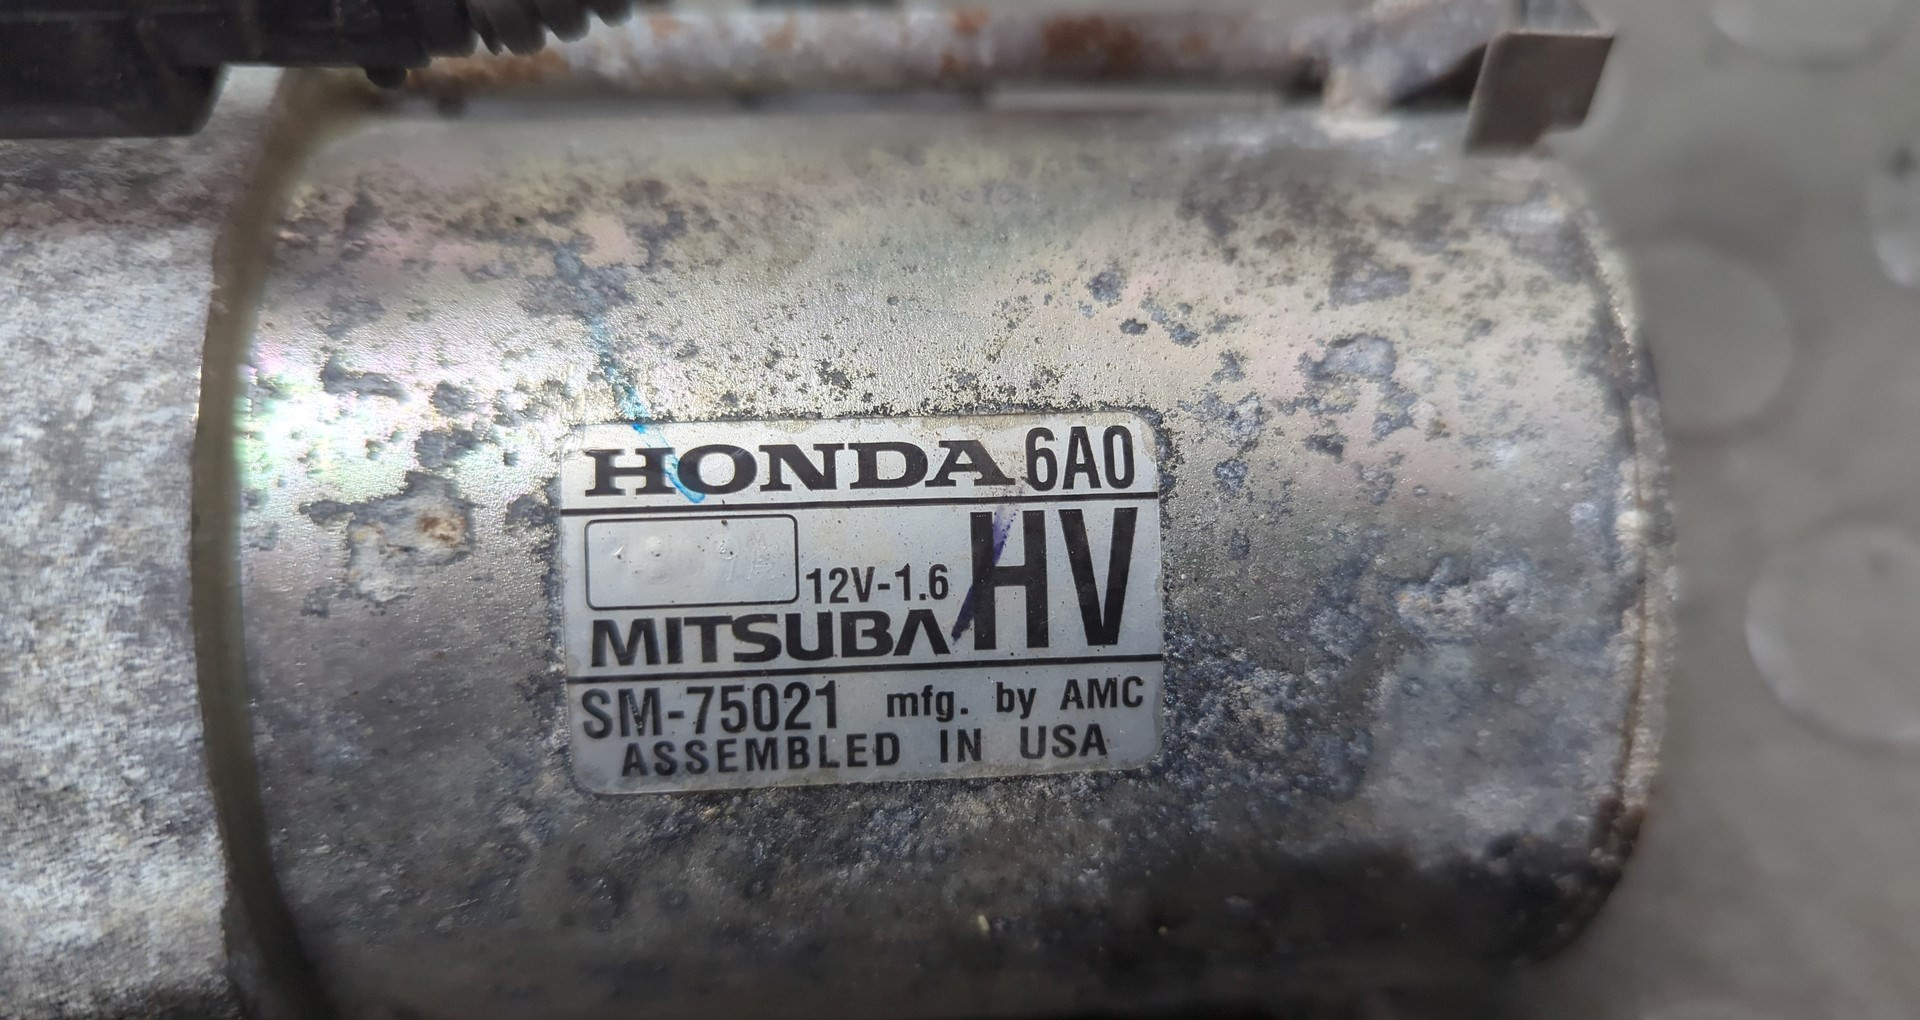 HONDA 6A0
12V-1.6 HV
MITSUBA
SM-75021 mfg. by AMC
ASSEMBLED IN USA